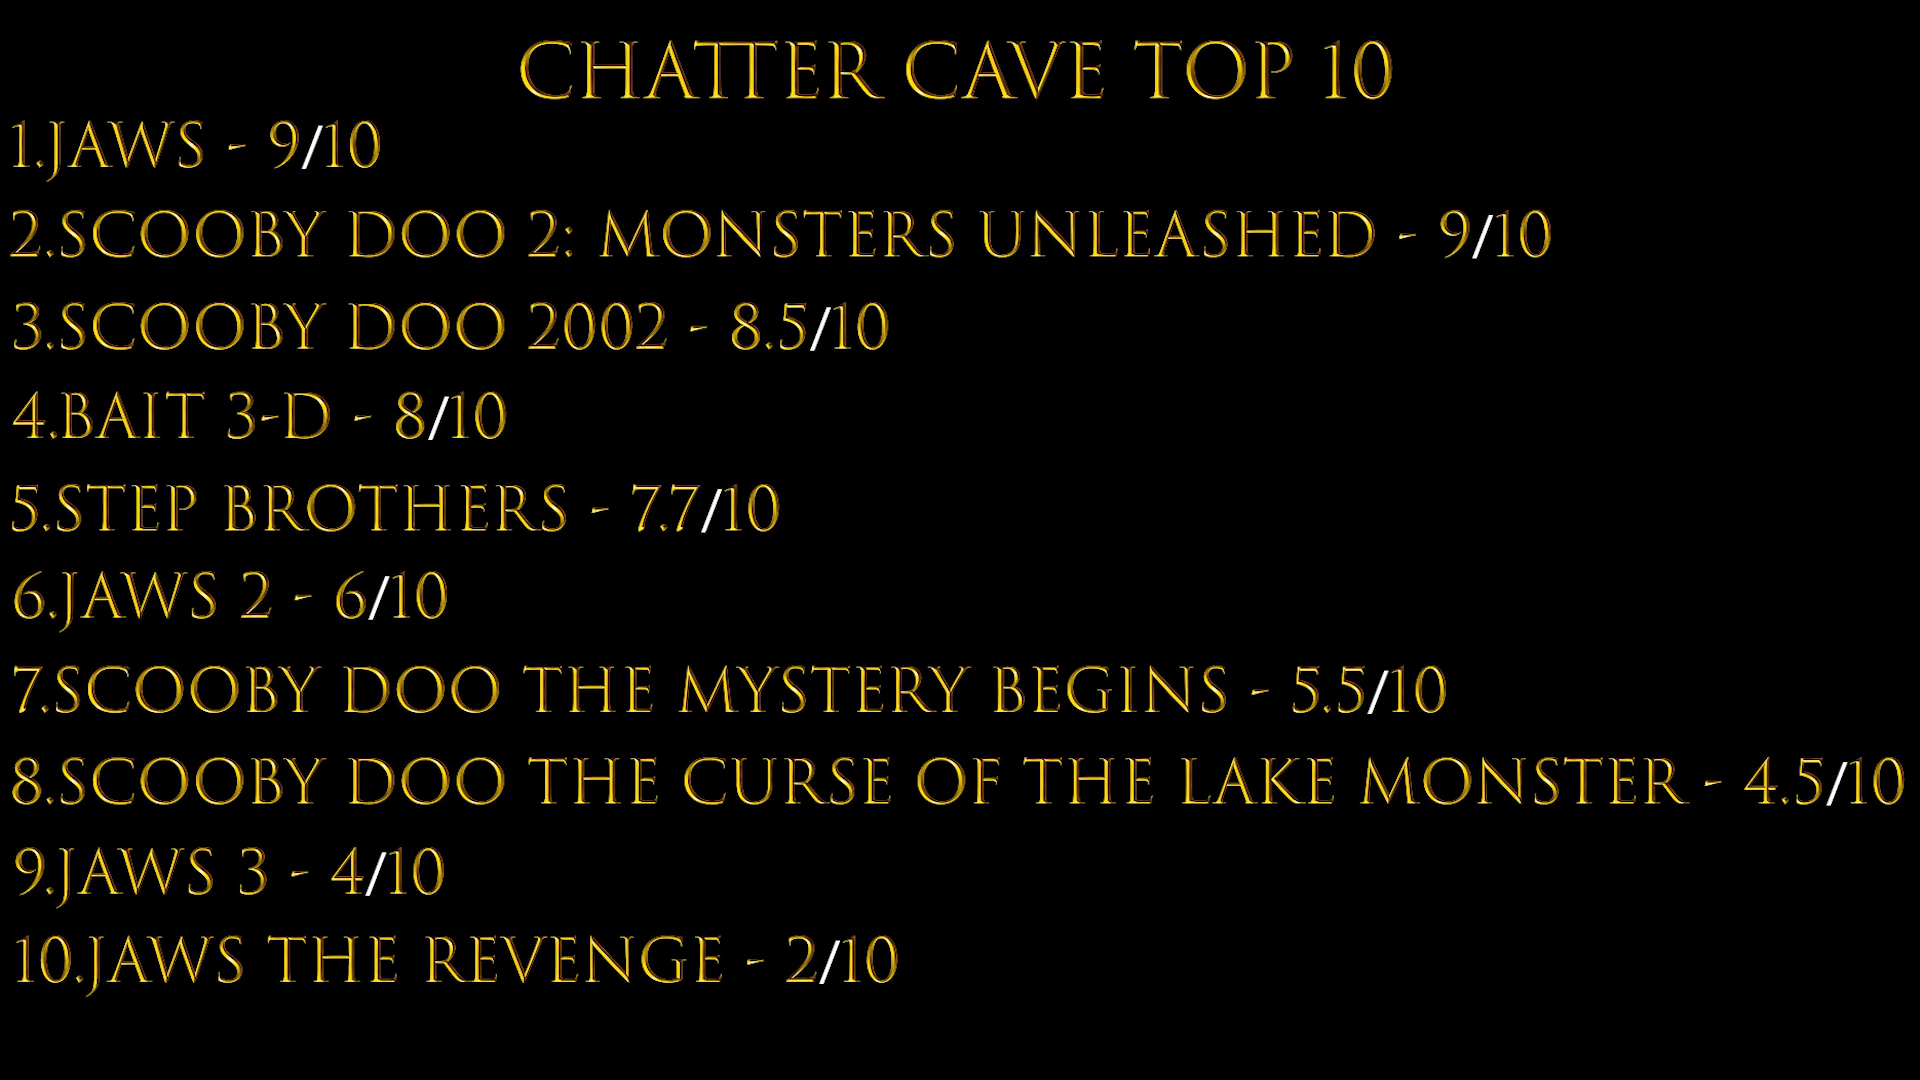 CHATTER CAVE TOP 10
1.JAWS - 9/10
2.SCOOBY DOO 2: MONSTERS UNLEASHED - 9/10
3.SCOOBY DOO 2002 - 8.5/10
4.BAIT 3-D - 8/10
5.STEP BROTHERS - 7.7/10
6.JAWS 2 - 6/10
7.SCOOBY DOO THE MYSTERY BEGINS - 5.5/10
8.SCOOBY DOO THE CURSE OF THE LAKE MONSTER - 4.5/10
9.JAWS 3 - 4/10
10.JAWS THE REVENGE - 2/10